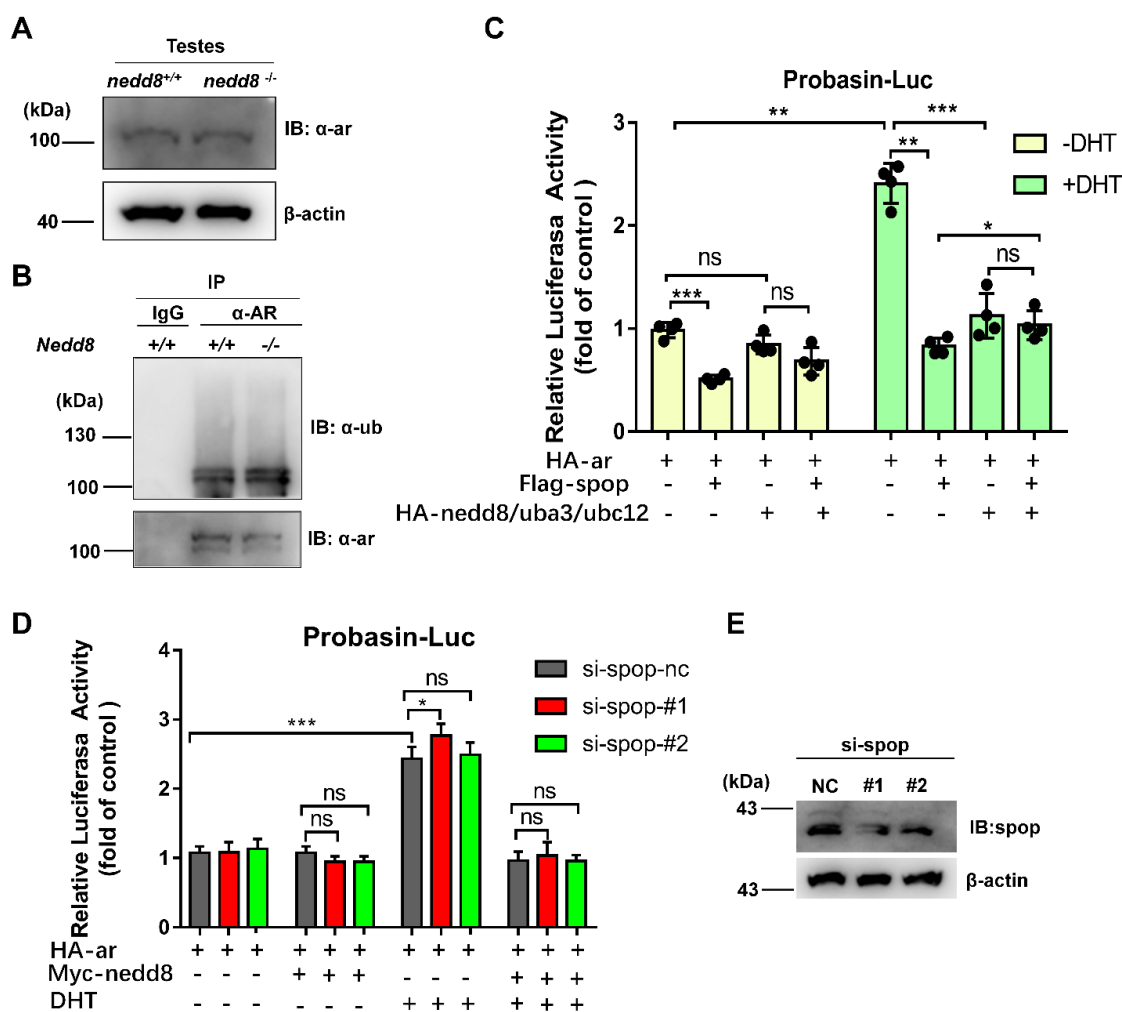 A
Testes
nedd8+/+ nedd8 -/-
(kDa)
100
IB: α-ar
40
β-actin
B
IP
IgG α-AR
Nedd8 +/+ +/+ -/-
(kDa)
130
IB: α-ub
100
100
IB: α-ar
C
Probasin-Luc
Relative Luciferasa Activity
(fold of control )
3
2
1
0
** ***
**
*
ns
ns
***
ns
-DHT
+DHT
HA-ar + + + + + + + +
Flag-spop - + - + - + - +
HA-nedd8/uba3/ubc12 - - + + - - + +
D
Probasin-Luc
Relative Luciferasa Activity
(fold of control )
4
3
2
1
0
ns
*
***
ns
ns
ns
ns
si-spop-nc
si-spop-#1
si-spop-#2
HA-ar + + + + + + + + + + + +
Myc-nedd8 - - - + + + - - - + + +
DHT - - - - - - + + + + + +
E
si-spop
(kDa) NC #1 #2
43
IB:spop
β-actin
43